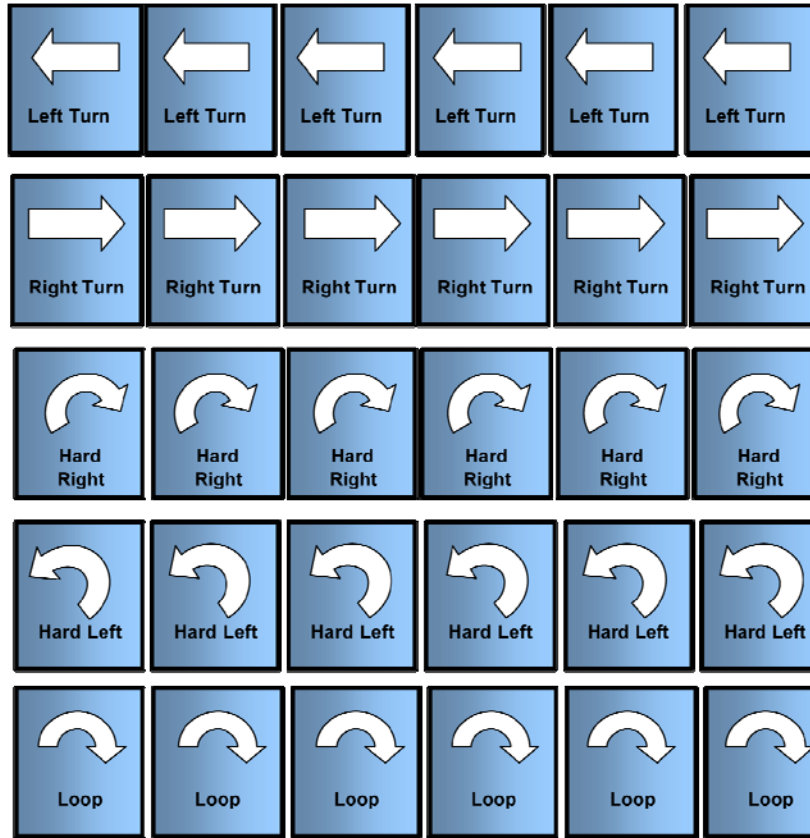 Left Turn Left Turn Left Turn Left Turn Left Turn Left Turn
Right Turn Right Turn Right Turn Right Turn Right Turn Right Turn
Hard Hard Hard Hard Hard Hard
Right Right Right Right Right Right
Hard Left Hard Left Hard Left Hard Left Hard Left Hard Left
Loop Loop Loop Loop Loop Loop